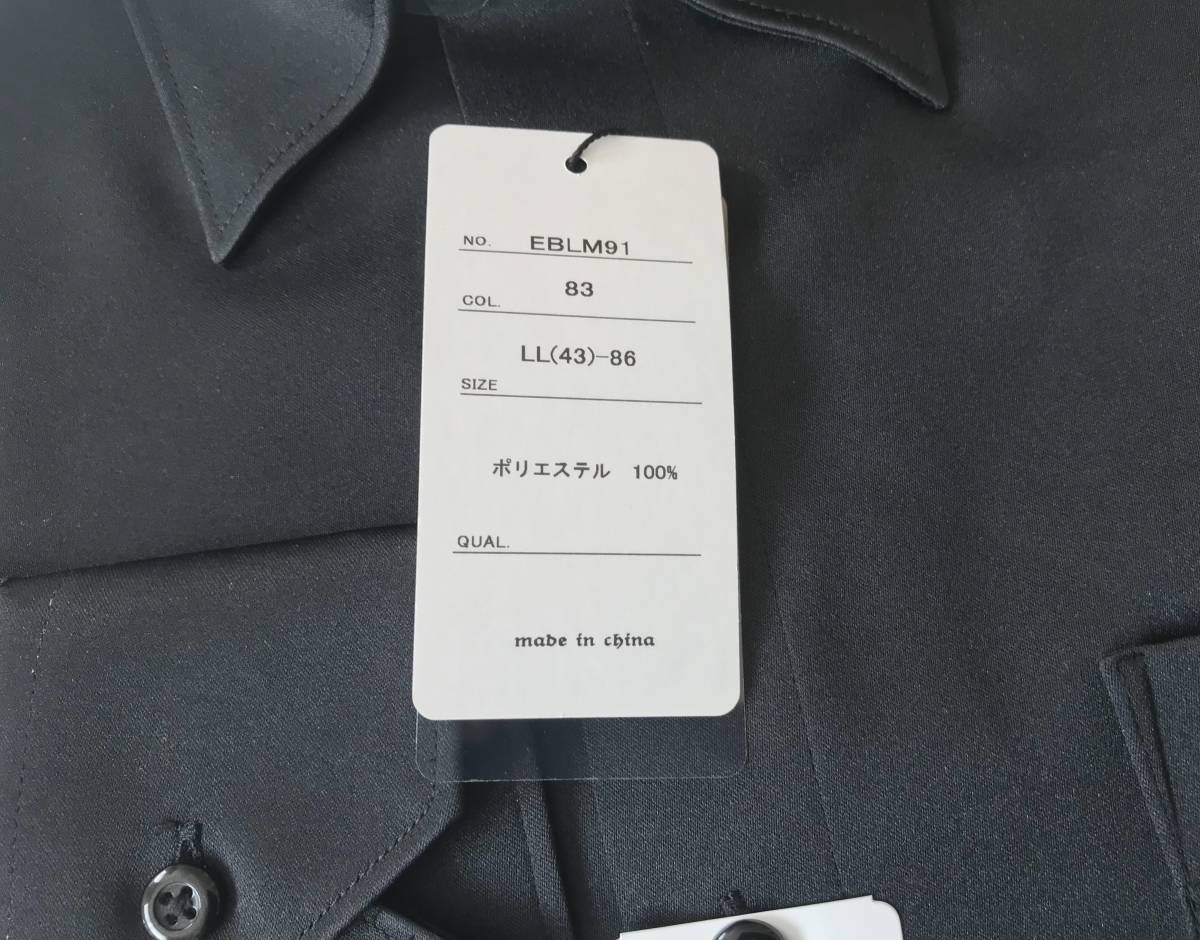 NO. EBLM91
COL. 83
LL(43)-86
SIZE
ポリエステル 100%
QUAL.
made in china